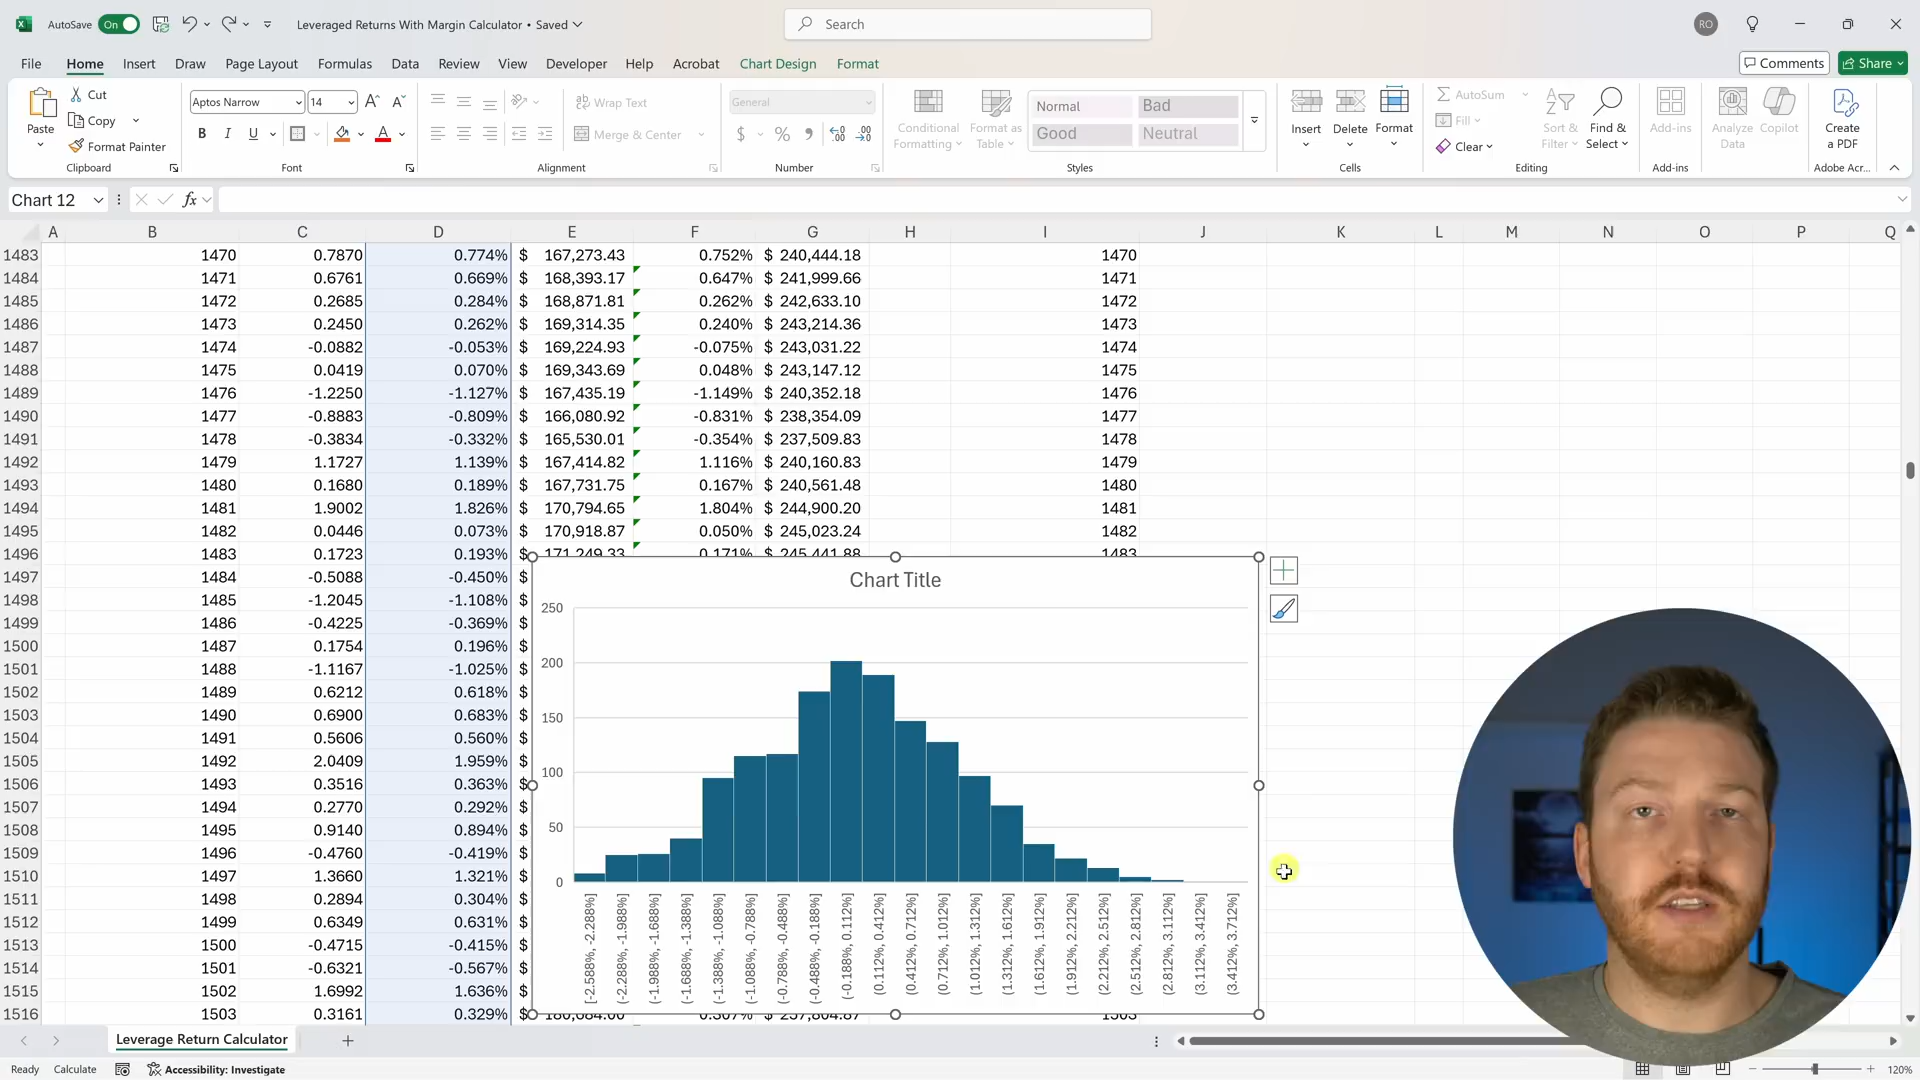 AutoSave On Leveraged Returns With Margin Calculator • Saved Search RO
File Home Insert Draw Page Layout Formulas Data Review View Developer Help Acrobat Chart Design Format Comments Share
Cut
Copy
Format Painter
Paste
Aptos Narrow 14
B I U A
Wrap Text
Merge & Center
General
$ % 9
Conditional Formatting
Format as Table
Normal Bad
Good Neutral
Insert Delete Format
AutoSum
Fill
Clear
Sort & Filter
Find & Select
Add-ins
Analyze Data
Copilot
Create a PDF
Clipboard Font Alignment Number Styles Cells Editing Add-ins Adobe Acr...
Chart 12 fx
A B C D E F G H I J K L M N O P Q
1483 1470 0.7870 0.774% $ 167,273.43 0.752% $ 240,444.18 1470
1484 1471 0.6761 0.669% $ 168,393.17 0.647% $ 241,999.66 1471
1485 1472 0.2685 0.284% $ 168,871.81 0.262% $ 242,633.10 1472
1486 1473 0.2450 0.262% $ 169,314.35 0.240% $ 243,214.36 1473
1487 1474 -0.0882 -0.053% $ 169,224.93 -0.075% $ 243,031.22 1474
1488 1475 0.0419 0.070% $ 169,343.69 0.048% $ 243,147.12 1475
1489 1476 -1.2250 -1.127% $ 167,435.19 -1.149% $ 240,352.18 1476
1490 1477 -0.8883 -0.809% $ 166,080.92 -0.831% $ 238,354.09 1477
1491 1478 -0.3834 -0.332% $ 165,530.01 -0.354% $ 237,509.83 1478
1492 1479 1.1727 1.139% $ 167,414.82 1.116% $ 240,160.83 1479
1493 1480 0.1680 0.189% $ 167,731.75 0.167% $ 240,561.48 1480
1494 1481 1.9002 1.826% $ 170,794.65 1.804% $ 244,900.20 1481
1495 1482 0.0446 0.073% $ 170,918.87 0.050% $ 245,023.24 1482
1496 1483 0.1723 0.193% $ 171,249.33 0.171% $ 245,441.88 1483
1497 1484 -0.5088 -0.450% $
1498 1485 -1.2045 -1.108% $
1499 1486 -0.4225 -0.369% $
1500 1487 0.1754 0.196% $
1501 1488 -1.1167 -1.025% $
1502 1489 0.6212 0.618% $
1503 1490 0.6900 0.683% $
1504 1491 0.5606 0.560% $
1505 1492 2.0409 1.959% $
1506 1493 0.3516 0.363% $
1507 1494 0.2770 0.292% $
1508 1495 0.9140 0.894% $
1509 1496 -0.4760 -0.419% $
1510 1497 1.3660 1.321% $
1511 1498 0.2894 0.304% $
1512 1499 0.6349 0.631% $
1513 1500 -0.4715 -0.415% $
1514 1501 -0.6321 -0.567% $
1515 1502 1.6992 1.636% $
1516 1503 0.3161 0.329% $ 180,684.00 0.307% $ 257,804.87 1503
Chart Title
250
200
150
100
50
0
[-2.588%, -2.288%]
(-2.288%, -1.988%]
(-1.988%, -1.688%]
(-1.688%, -1.388%]
(-1.388%, -1.088%]
(-1.088%, -0.788%]
(-0.788%, -0.488%]
(-0.488%, -0.188%]
(-0.188%, 0.112%]
(0.112%, 0.412%]
(0.412%, 0.712%]
(0.712%, 1.012%]
(1.012%, 1.312%]
(1.312%, 1.612%]
(1.612%, 1.912%]
(1.912%, 2.212%]
(2.212%, 2.512%]
(2.512%, 2.812%]
(2.812%, 3.112%]
(3.112%, 3.412%]
(3.412%, 3.712%]
Leverage Return Calculator
Ready Calculate Accessibility: Investigate 120%